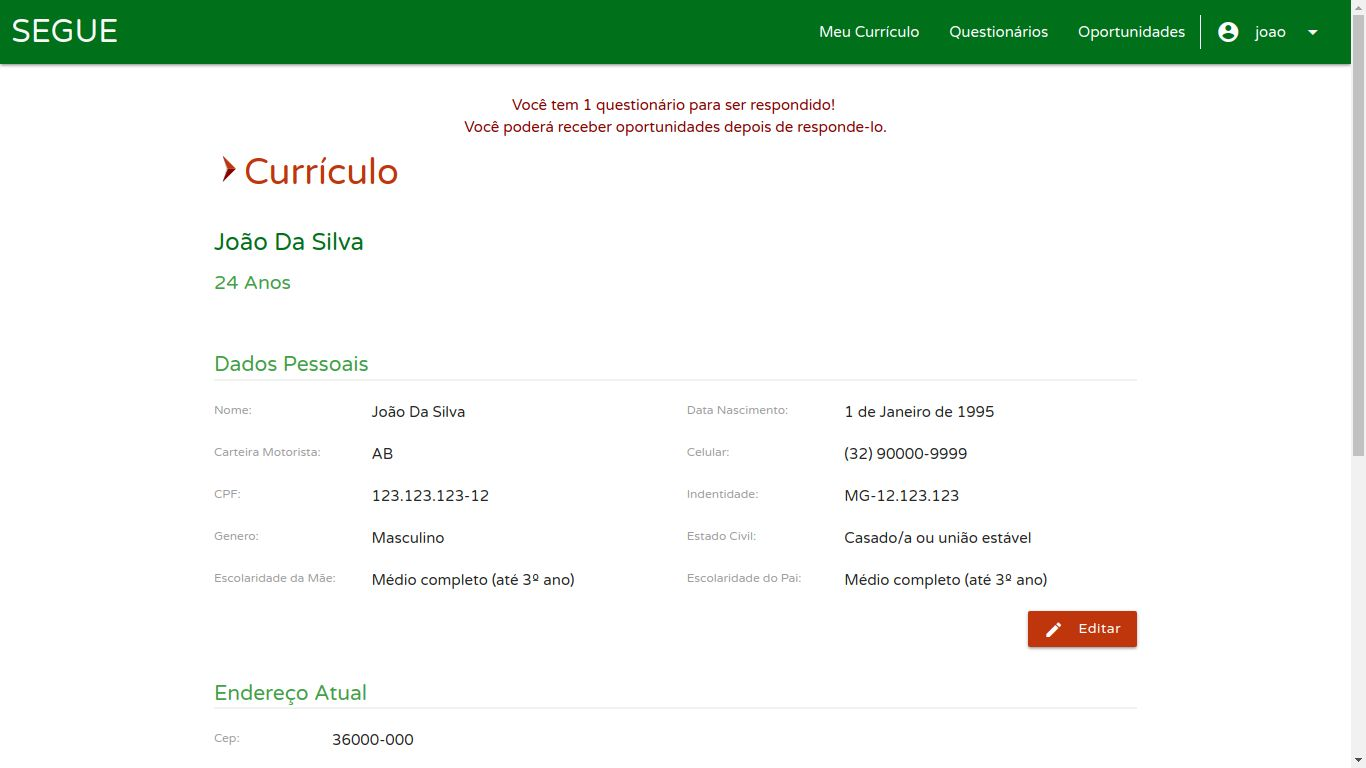 SEGUE
Meu Currículo Questionários Oportunidades joao
Você tem 1 questionário para ser respondido!
Você poderá receber oportunidades depois de responde-lo.
Currículo
João Da Silva
24 Anos
Dados Pessoais
Nome: João Da Silva Data Nascimento: 1 de Janeiro de 1995
Carteira Motorista: AB Celular: (32) 90000-9999
CPF: 123.123.123-12 Indentidade: MG-12.123.123
Genero: Masculino Estado Civil: Casado/a ou união estável
Escolaridade da Mãe: Médio completo (até 3º ano) Escolaridade do Pai: Médio completo (até 3º ano)
Editar
Endereço Atual
Cep: 36000-000